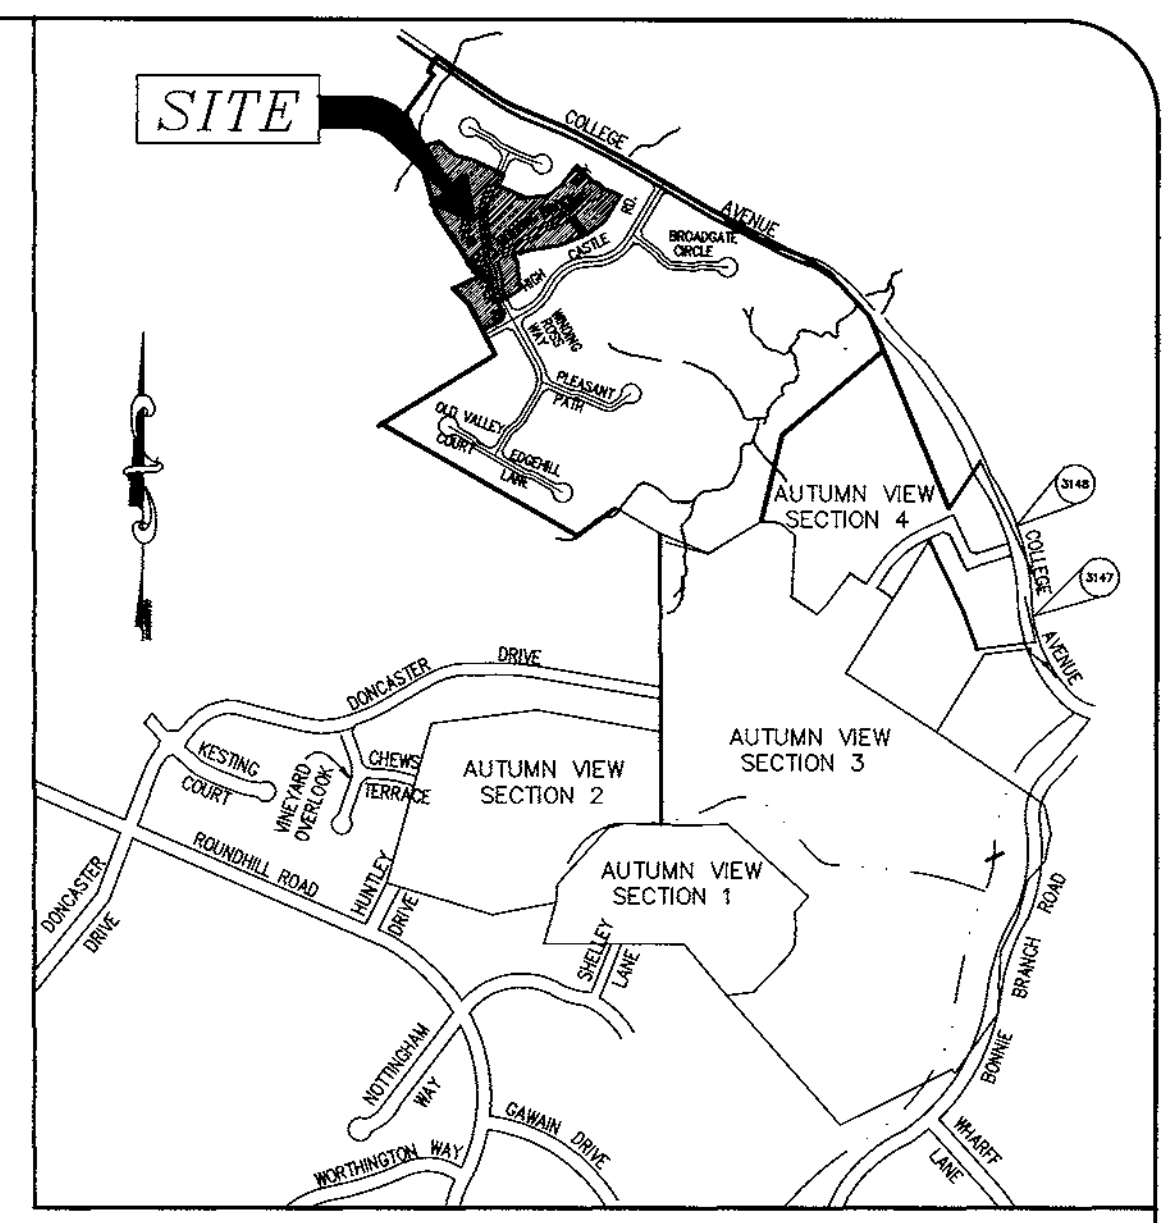 SITE
COLLEGE
AVENUE
HIGH CASTLE RD.
BROADGATE
CIRCLE
WINDING
ROSS
WAY
PLEASANT
PATH
OLD VALLEY
COURT
EDGEHILL
LANE
AUTUMN VIEW
SECTION 4
3148
COLLEGE
3147
AVENUE
DONCASTER DRIVE
KESTING
COURT
VINEYARD
OVERLOOK
CHEWS
TERRACE
AUTUMN VIEW
SECTION 2
AUTUMN VIEW
SECTION 3
AUTUMN VIEW
SECTION 1
ROUNDHILL ROAD
HUNTLEY
DRIVE
DONCASTER
DRIVE
SHELLEY
LANE
NOTTINGHAM
WAY
GAWAIN DRIVE
WORTHINGTON WAY
BONNIE BRANCH ROAD
WHARFF
LANE